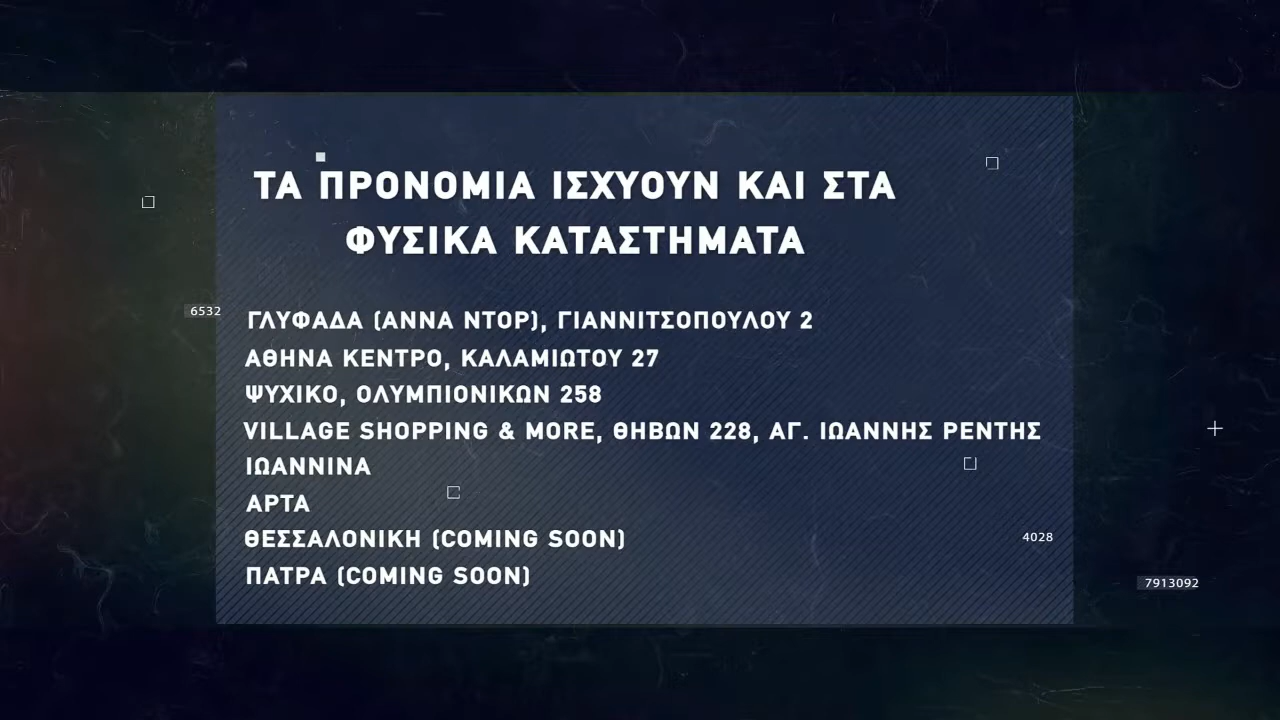 ΤΑ ΠΡΟΝΟΜΙΑ ΙΣΧΥΟΥΝ ΚΑΙ ΣΤΑ
ΦΥΣΙΚΑ ΚΑΤΑΣΤΗΜΑΤΑ
6532
ΓΛΥΦΑΔΑ (ΑΝΝΑ ΝΤΟΡ), ΓΙΑΝΝΙΤΣΟΠΟΥΛΟΥ 2
ΑΘΗΝΑ ΚΕΝΤΡΟ, ΚΑΛΑΜΙΩΤΟΥ 27
ΨΥΧΙΚΟ, ΟΛΥΜΠΙΟΝΙΚΩΝ 258
VILLAGE SHOPPING & MORE, ΘΗΒΩΝ 228, ΑΓ. ΙΩΑΝΝΗΣ ΡΕΝΤΗΣ
ΙΩΑΝΝΙΝΑ
ΑΡΤΑ
ΘΕΣΣΑΛΟΝΙΚΗ (COMING SOON)
4028
ΠΑΤΡΑ (COMING SOON)
7913092